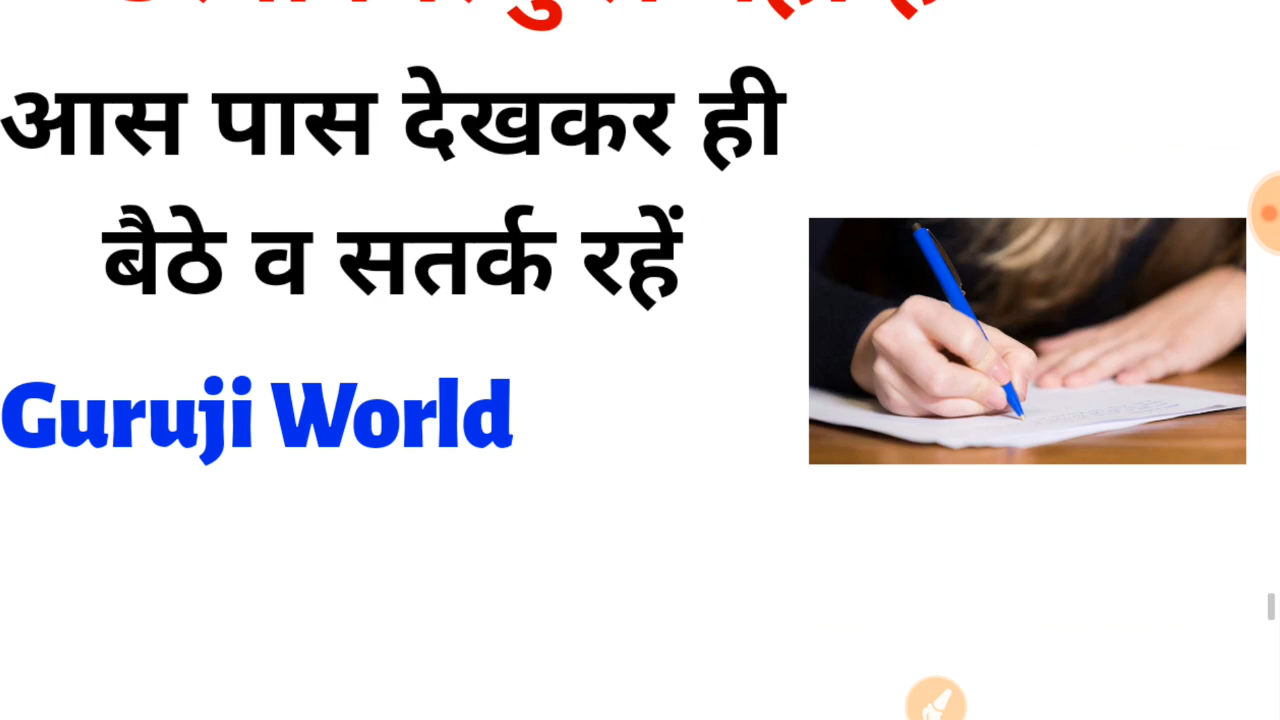 आस पास देखकर ही
बैठे व सतर्क रहें
Guruji World